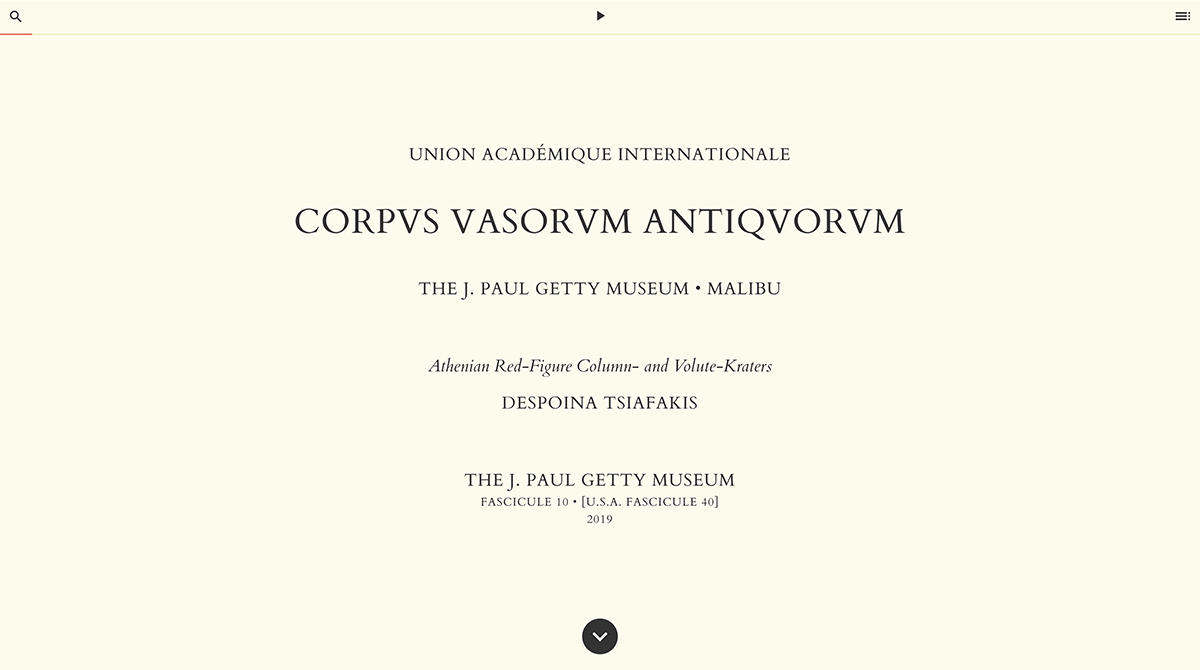 UNION ACADÉMIQUE INTERNATIONALE
CORPVS VASORVM ANTIQVORVM
THE J. PAUL GETTY MUSEUM • MALIBU
Athenian Red-Figure Column- and Volute-Kraters
DESPOINA TSIAFAKIS
THE J. PAUL GETTY MUSEUM
FASCICULE 10 • [U.S.A. FASCICULE 40]
2019